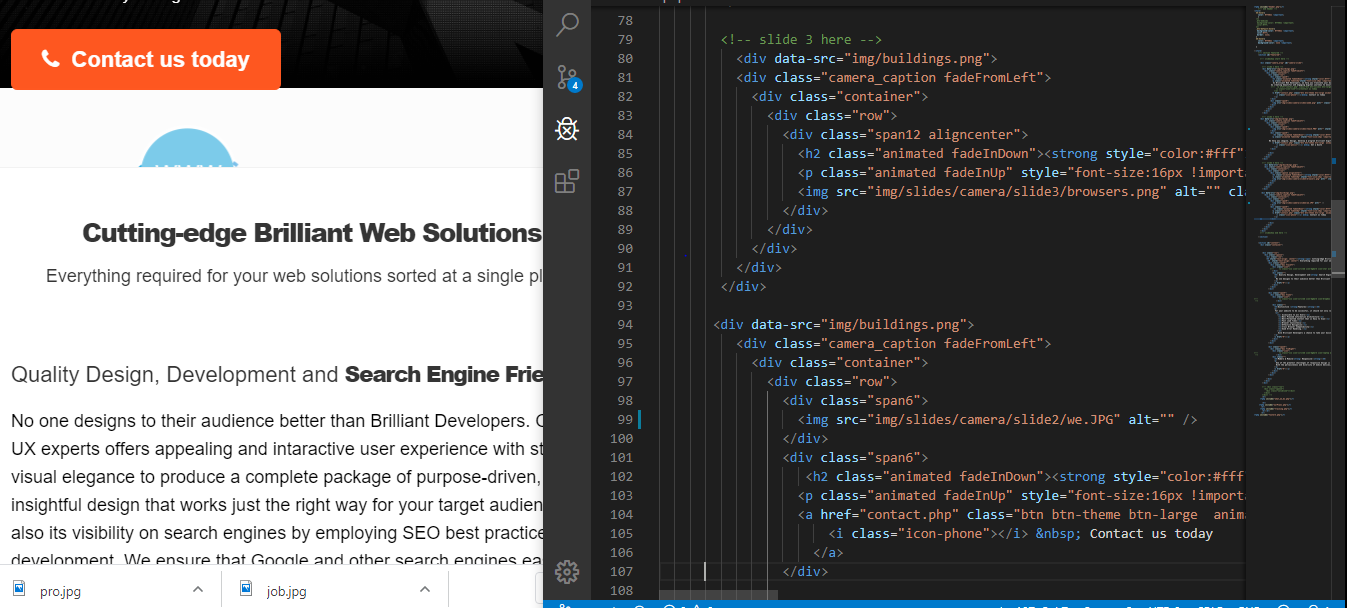 Contact us today
Cutting-edge Brilliant Web Solutions
Everything required for your web solutions sorted at a single pl
Quality Design, Development and Search Engine Frie
No one designs to their audience better than Brilliant Developers.
UX experts offers appealing and intaractive user experience with st
visual elegance to produce a complete package of purpose-driven,
insightful design that works just the right way for your target audien
also its visibility on search engines by employing SEO best practice
development. We ensure that Google and other search engines ea
pro.jpg
job.jpg
4
78
79 <!-- slide 3 here -->
80 <div data-src="img/buildings.png">
81 <div class="camera_caption fadeFromLeft">
82 <div class="container">
83 <div class="row">
84 <div class="span12 aligncenter">
85 <h2 class="animated fadeInDown"><strong style="color:#fff"
86 <p class="animated fadeInUp" style="font-size:16px !importa
87 <img src="img/slides/camera/slide3/browsers.png" alt="" cl
88 </div>
89 </div>
90 </div>
91 </div>
92 </div>
93
94 <div data-src="img/buildings.png">
95 <div class="camera_caption fadeFromLeft">
96 <div class="container">
97 <div class="row">
98 <div class="span6">
99 <img src="img/slides/camera/slide2/we.JPG" alt="" />
100 </div>
101 <div class="span6">
102 <h2 class="animated fadeInDown"><strong style="color:#fff
103 <p class="animated fadeInUp" style="font-size:16px !importa
104 <a href="contact.php" class="btn btn-theme btn-large anim
105 <i class="icon-phone"></i> &nbsp; Contact us today
106 </a>
107 </div>
108